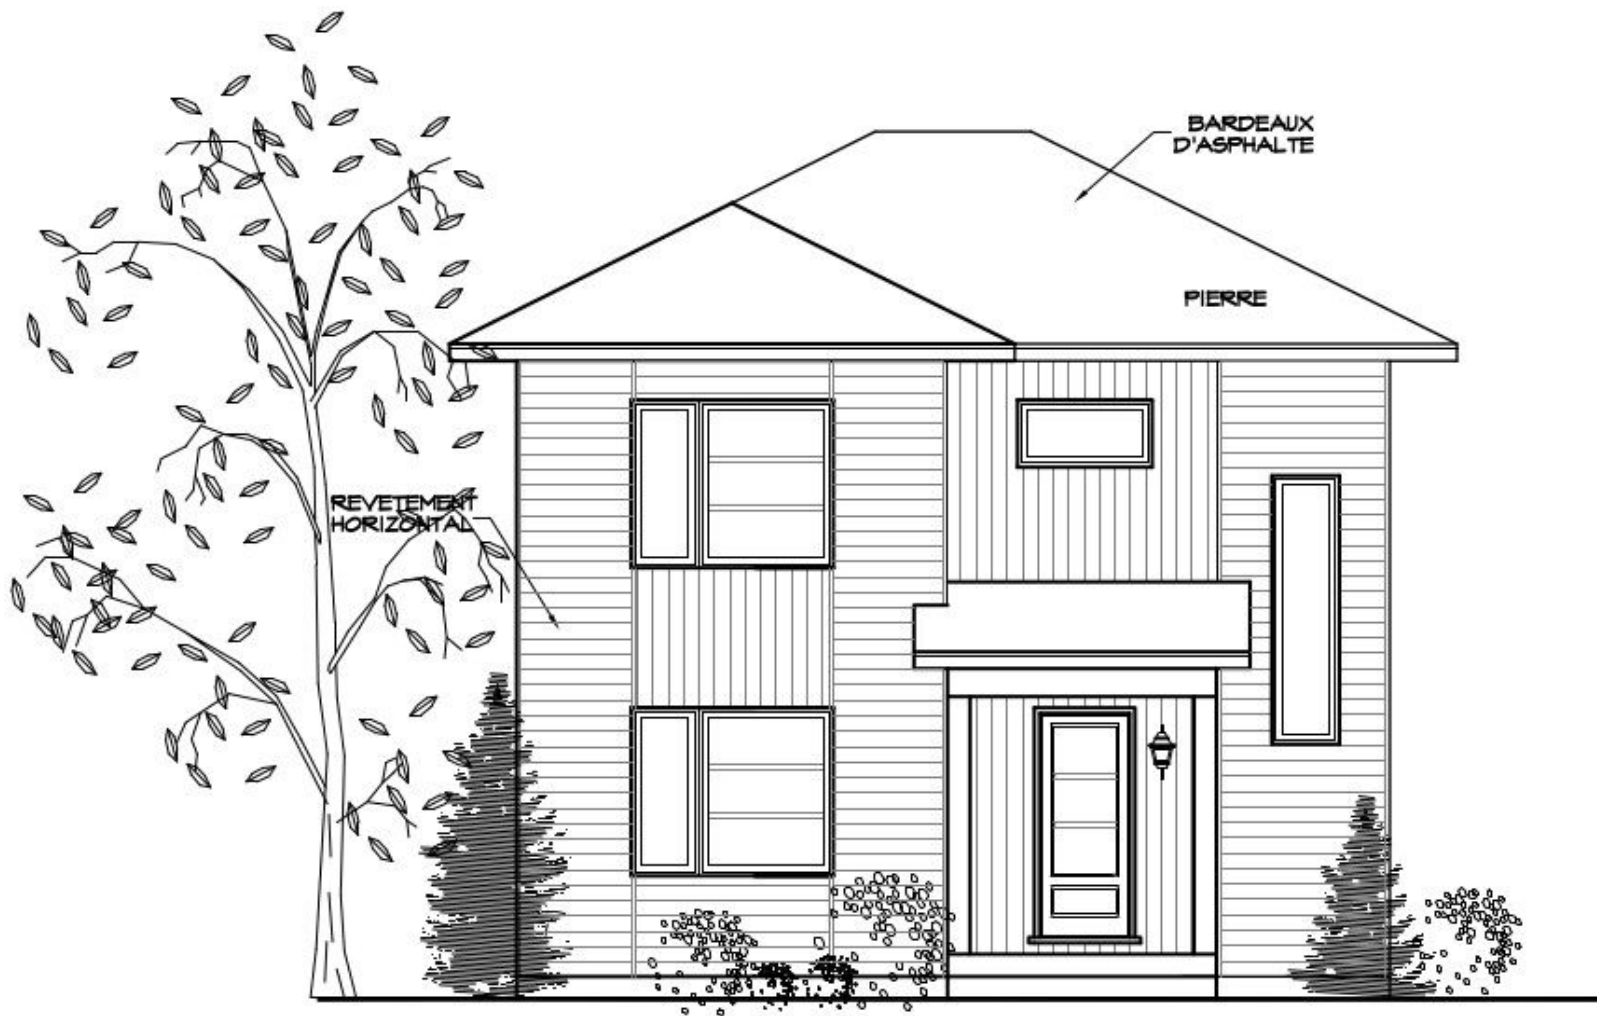 BARDEAUX
D'ASPHALTE
PIERRE
REVETEMENT
HORIZONTAL